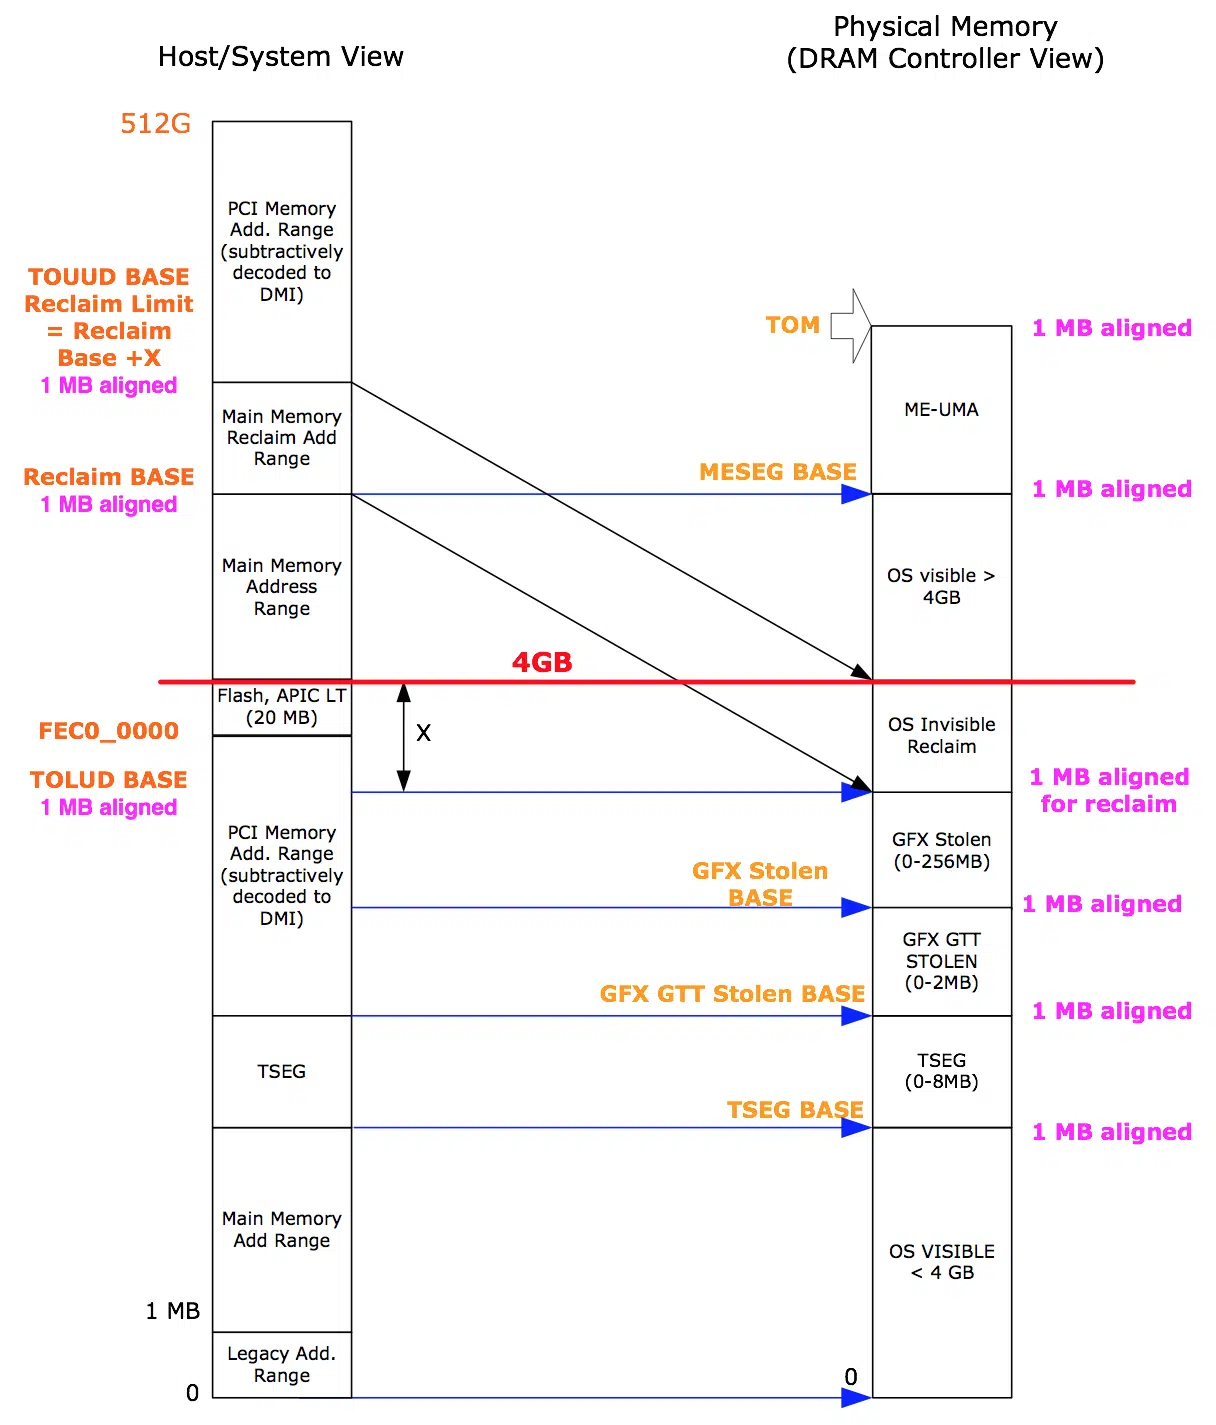 Host/System View
Physical Memory
(DRAM Controller View)
512G
PCI Memory
Add. Range
(subtractively
decoded to
DMI)
TOUUD BASE
Reclaim Limit
= Reclaim
Base +X
1 MB aligned
Main Memory
Reclaim Add
Range
Reclaim BASE
1 MB aligned
Main Memory
Address
Range
4GB
Flash, APIC LT
(20 MB)
X
FEC0_0000
TOLUD BASE
1 MB aligned
PCI Memory
Add. Range
(subtractively
decoded to
DMI)
TSEG
Main Memory
Add Range
1 MB
Legacy Add.
Range
0
TOM
1 MB aligned
ME-UMA
MESEG BASE
1 MB aligned
OS visible >
4GB
OS Invisible
Reclaim
1 MB aligned
for reclaim
GFX Stolen
(0-256MB)
GFX Stolen
BASE
1 MB aligned
GFX GTT
STOLEN
(0-2MB)
GFX GTT Stolen BASE
1 MB aligned
TSEG
(0-8MB)
TSEG BASE
1 MB aligned
OS VISIBLE
< 4 GB
0